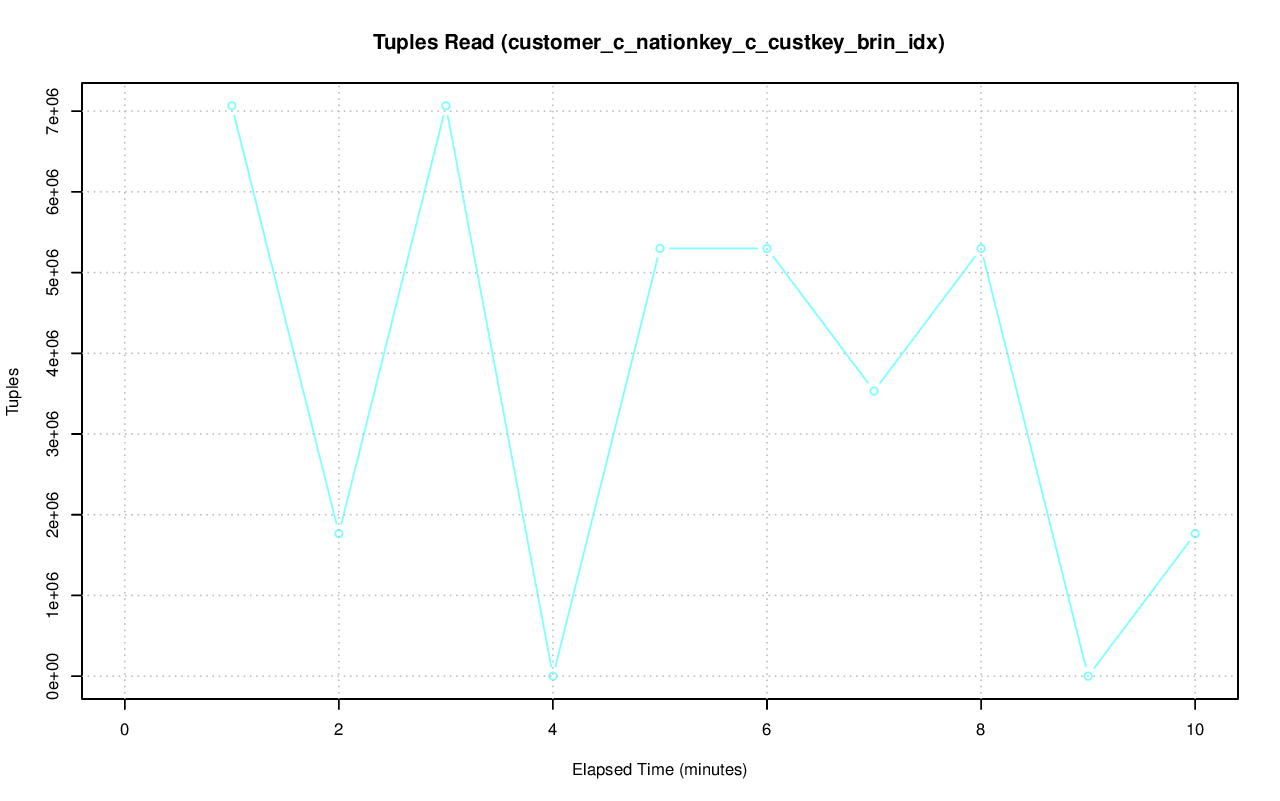 Tuples Read (customer_c_nationkey_c_custkey_brin_idx)
7e+06
6e+06
5e+06
4e+06
3e+06
2e+06
1e+06
0e+00
Tuples
0 2 4 6 8 10
Elapsed Time (minutes)